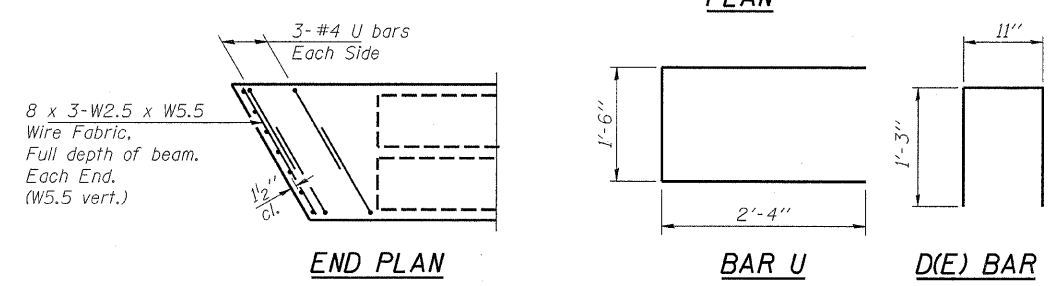 PLAN
3-#4 U bars
Each Side
8 x 3-W2.5 x W5.5
Wire Fabric,
Full depth of beam.
Each End.
(W5.5 vert.)
1½"
cl.
END PLAN
1'-6"
2'-4"
BAR U
11"
1'-3"
D(E) BAR